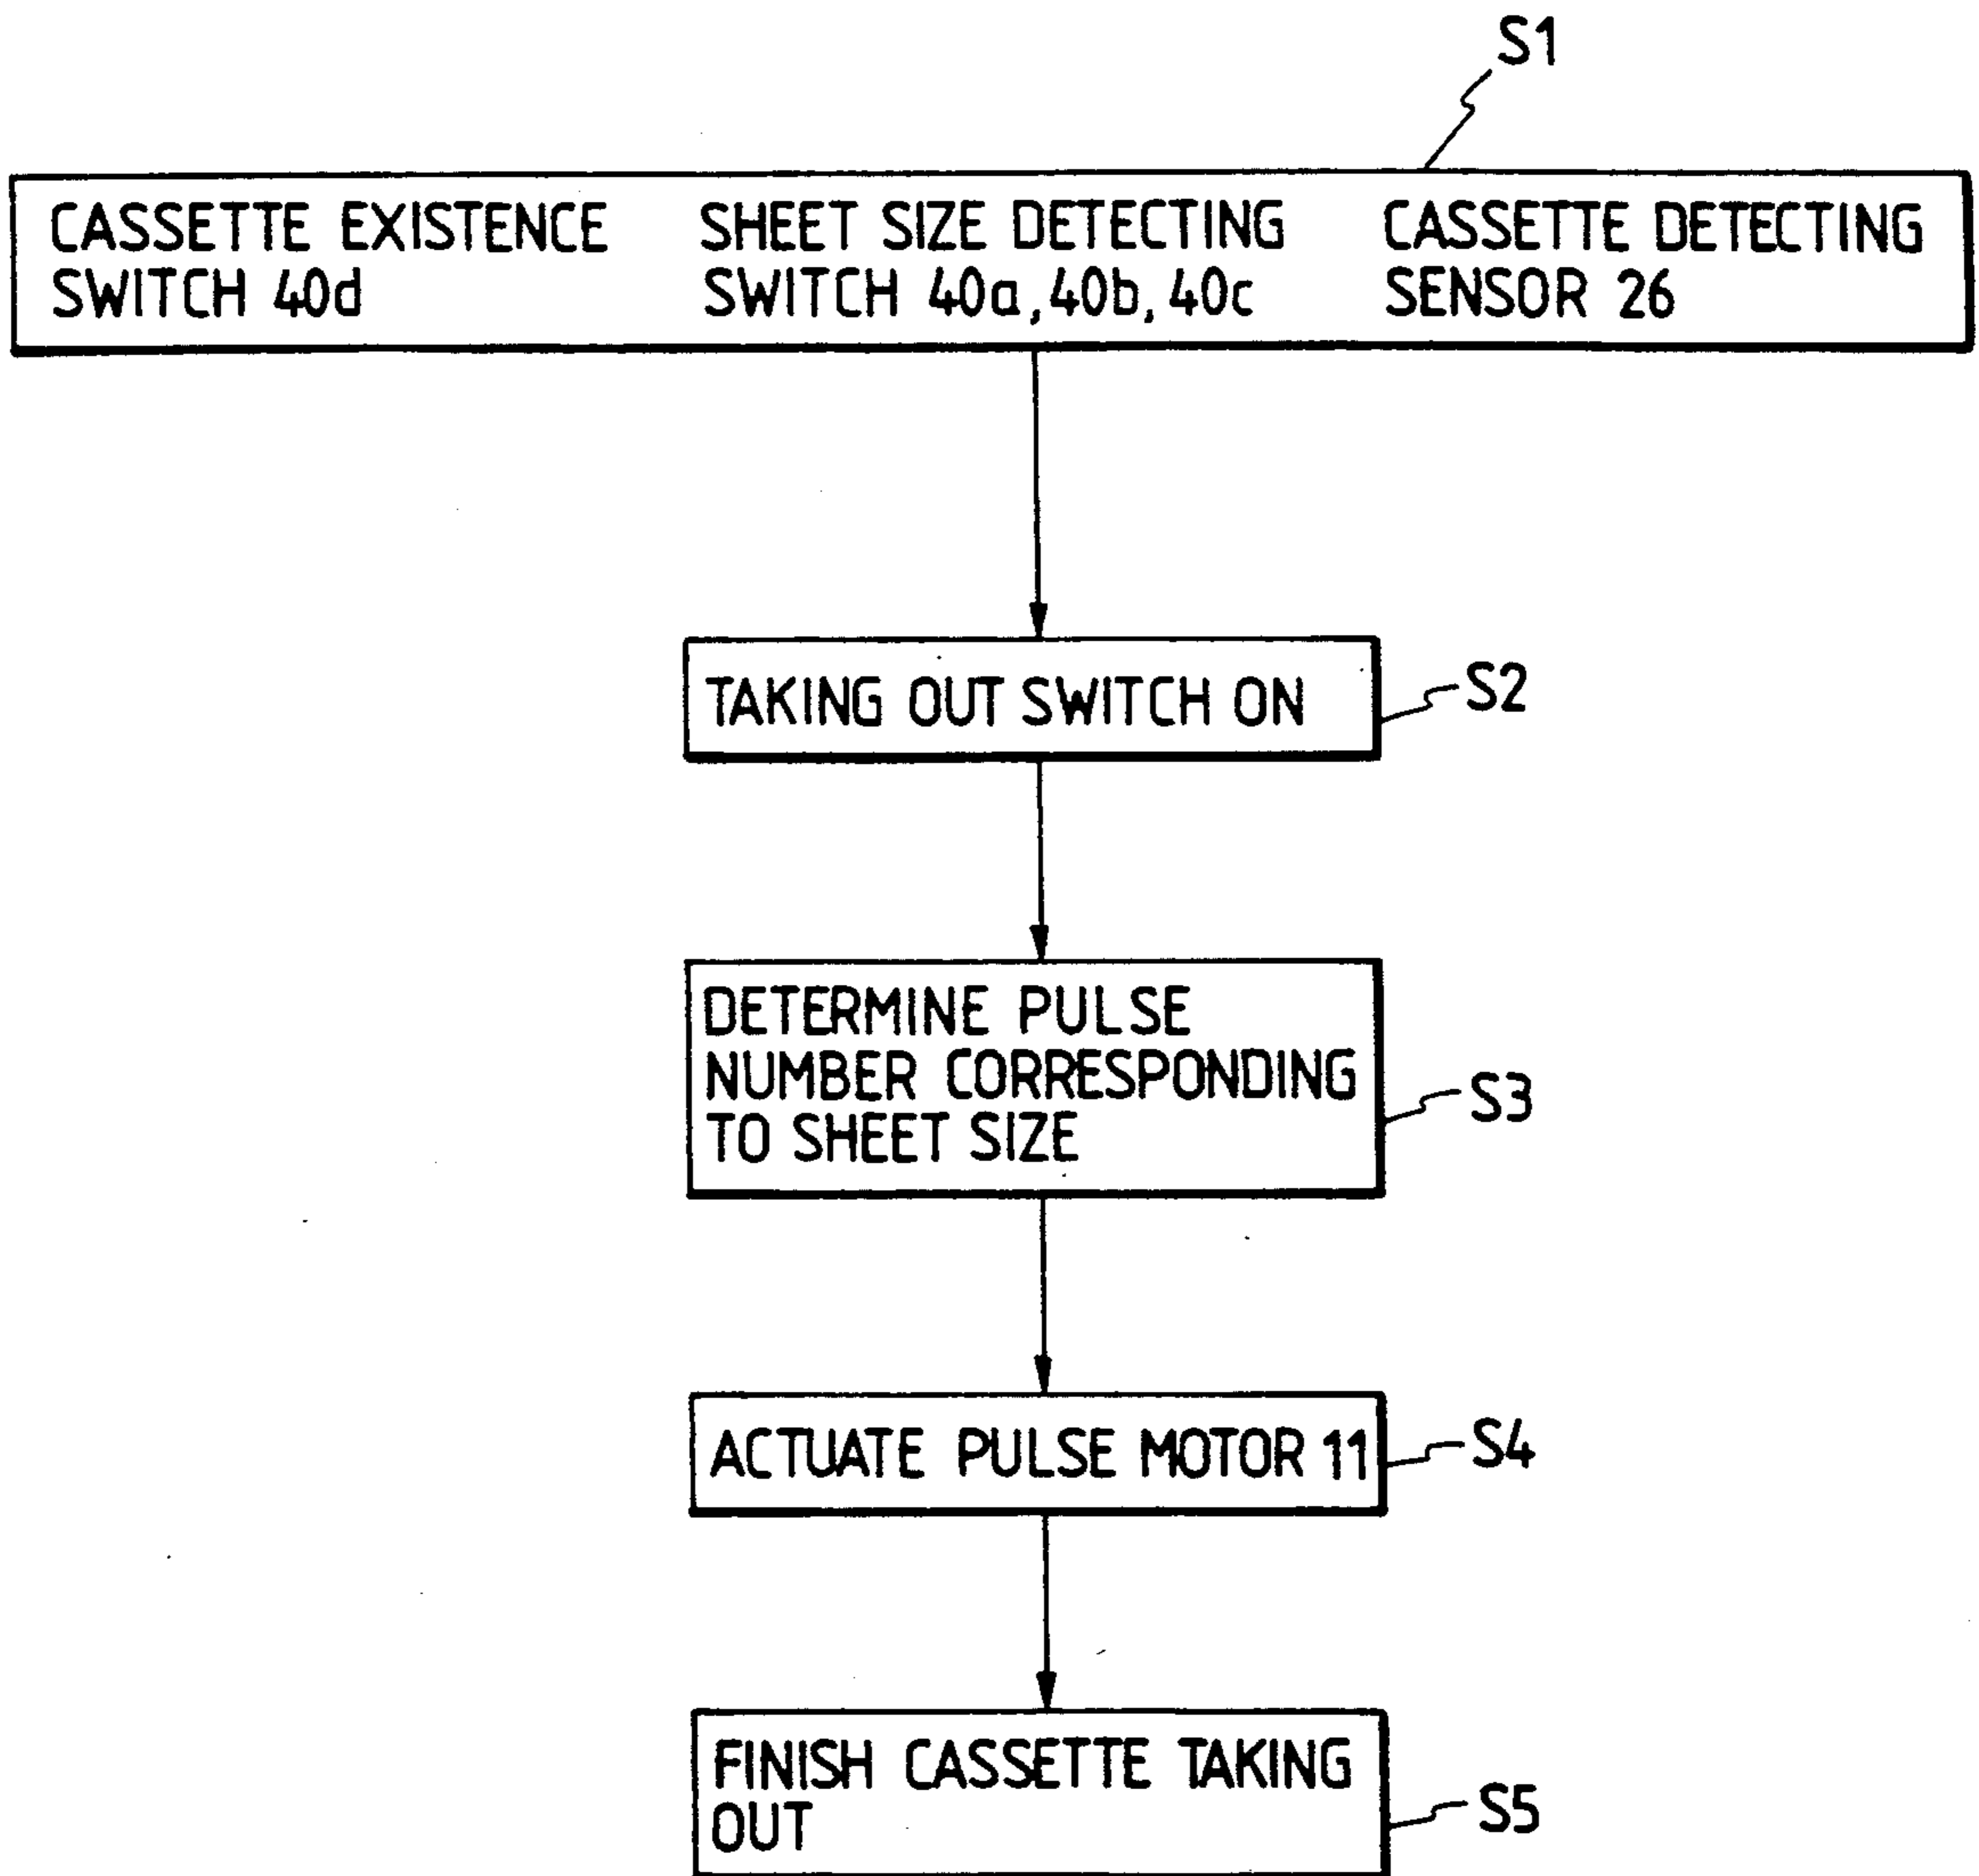 S1
CASSETTE EXISTENCE SWITCH 40d
SHEET SIZE DETECTING SWITCH 40a, 40b, 40c
CASSETTE DETECTING SENSOR 26
TAKING OUT SWITCH ON
S2
DETERMINE PULSE
NUMBER CORRESPONDING
TO SHEET SIZE
S3
ACTUATE PULSE MOTOR 11
S4
FINISH CASSETTE TAKING
OUT
S5